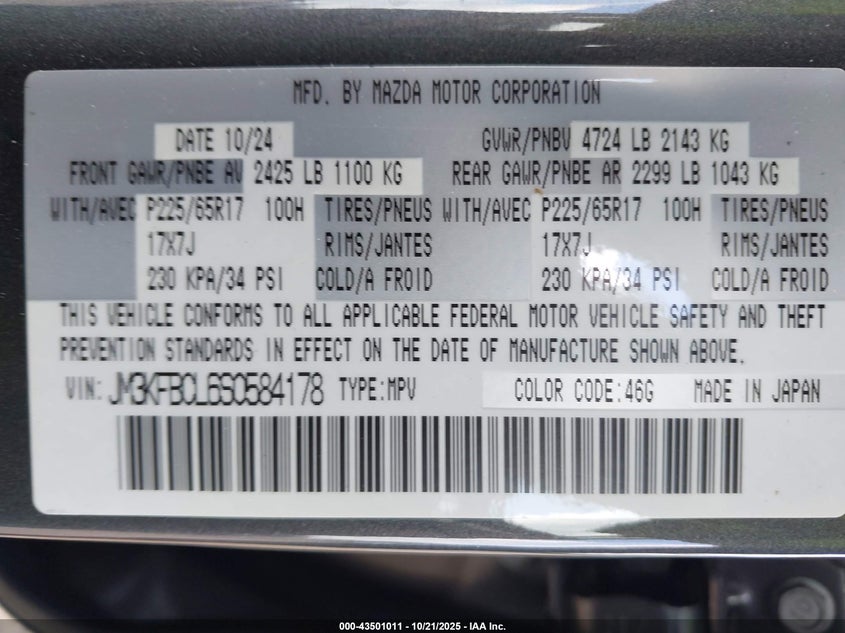 MFD. BY MAZDA MOTOR CORPORATION
DATE 10/24 GVWR/PNBV 4724 LB 2143 KG
FRONT GAWR/PNBE AV 2425 LB 1100 KG REAR GAWR/PNBE AR 2299 LB 1043 KG
WITH/AVEC P225/65R17 100H TIRES/PNEUS WITH/AVEC P225/65R17 100H TIRES/PNEUS
17X7J RIMS/JANTES 17X7J RIMS/JANTES
230 KPA/34 PSI COLD/A FROID 230 KPA/34 PSI COLD/A FROID
THIS VEHICLE CONFORMS TO ALL APPLICABLE FEDERAL MOTOR VEHICLE SAFETY AND THEFT
PREVENTION STANDARDS IN EFFECT ON THE DATE OF MANUFACTURE SHOWN ABOVE.
VIN: JM3KFBCL6S0584178 TYPE:MPV COLOR CODE:46G MADE IN JAPAN
000-43501011 - 10/21/2025 - IAA Inc.